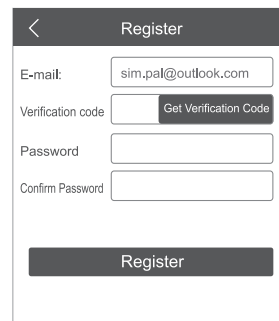 Register
E-mail: sim.pal@outlook.com
Verification code Get Verification Code
Password
Confirm Password
Register